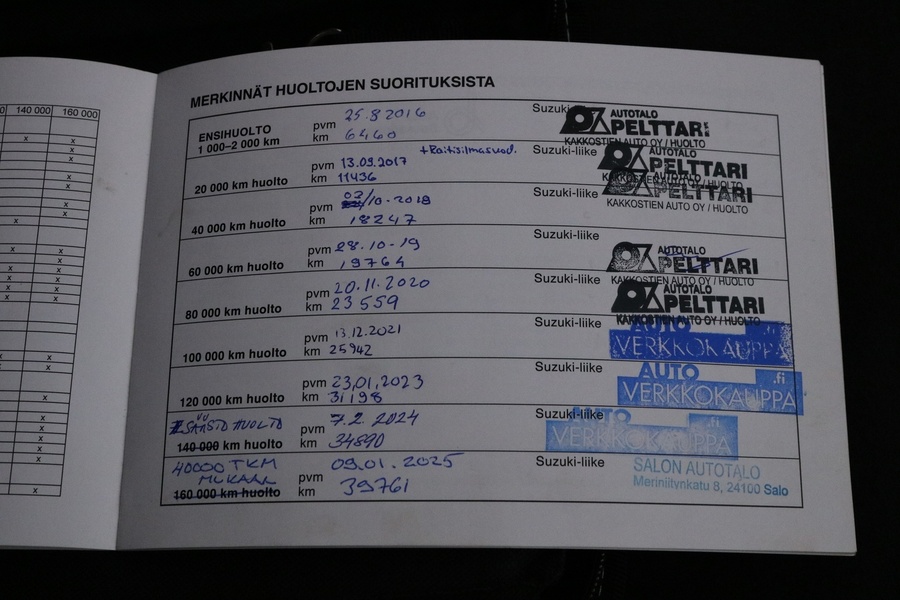 140 000 160 000
MERKINNÄT HUOLTOJEN SUORITUKSISTA
ENSIHUOLTO
1 000–2 000 km
pvm 25.8 2016
km 6460
Suzuki
AUTOTALO
PELTTARI
KAKKOSTIEN AUTO OY / HUOLTO
20 000 km huolto
pvm 13.09.2017
+Raitisilmasuod.
km 11436
Suzuki-liike
AUTOTALO
PELTTARI
40 000 km huolto
pvm 02/10-2018
km 18247
Suzuki-liike
PELTTARI
KAKKOSTIEN AUTO OY / HUOLTO
60 000 km huolto
pvm 28.10-19
km 19764
Suzuki-liike
AUTOTALO
PELTTARI
KAKKOSTIEN AUTO OY / HUOLTO
80 000 km huolto
pvm 20.11.2020
km 23 559
Suzuki-liike
AUTOTALO
PELTTARI
KAKKOSTIEN AUTO OY / HUOLTO
100 000 km huolto
pvm 13.12.2021
km 25942
Suzuki-liike
AUTO
VERKKOKAUPPA
120 000 km huolto
pvm 23,01,2023
km 31198
Suzuki-liike
AUTO .fi
VERKKOKAUPPA
140 000 km huolto
pvm 7.2. 2024
km 34890
Suzuki-liike
AUTO .fi
VERKKOKAUPPA
40000 TKM
MUKAAN
160 000 km huolto
pvm 09.01.2025
km 39761
Suzuki-liike
SALON AUTOTALO
Meriniitynkatu 8, 24100 Salo